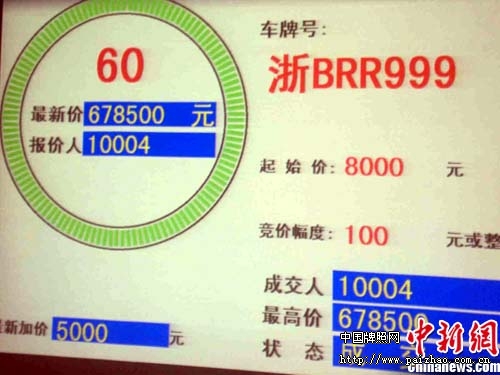 60
最新价 678500 元
报价人 10004
车牌号:
浙BRR999
起始价: 8000 元
竞价幅度: 100 元或整
成交人 10004
最高价 678500
状态 成
新加价 5000 元
中新网
chinanews.com
中国牌照网
http://www.paizhao.com.cn